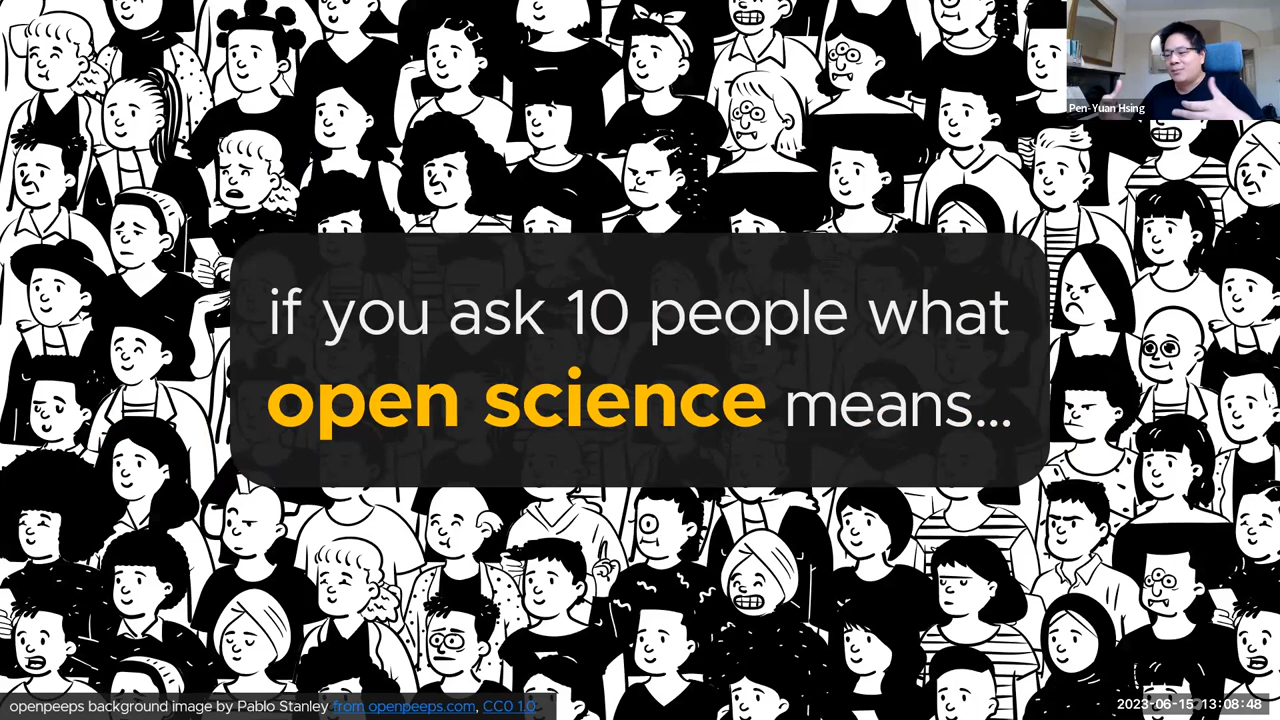 Pen-Yuan Hsing
if you ask 10 people what
open science means...
openpeeps background image by Pablo Stanley from openpeeps.com, CC0 1.0
2023-06-15 13:08:48